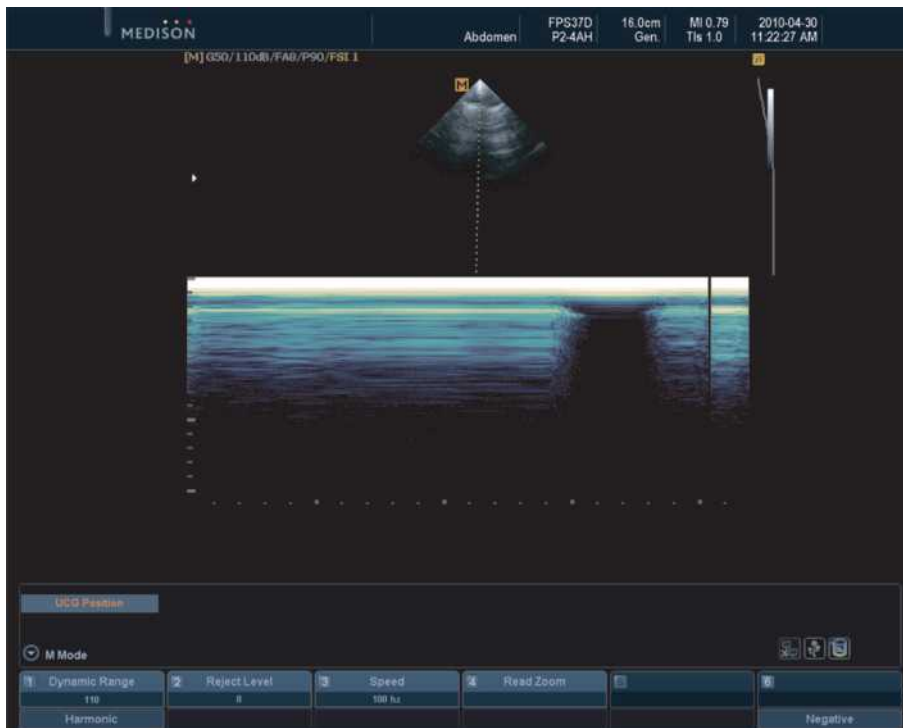 MEDISON
Abdomen
FPS37D
P2-4AH
16.0cm
Gen.
MI 0.79
TIs 1.0
2010-04-30
11:22:27 AM
[M] G50/110dB/FA8/P90/FSI 1
M
UCG Position
M Mode
1 Dynamic Range
110
2 Reject Level
8
3 Speed
100 hz
4 Read Zoom
6
Harmonic
Negative